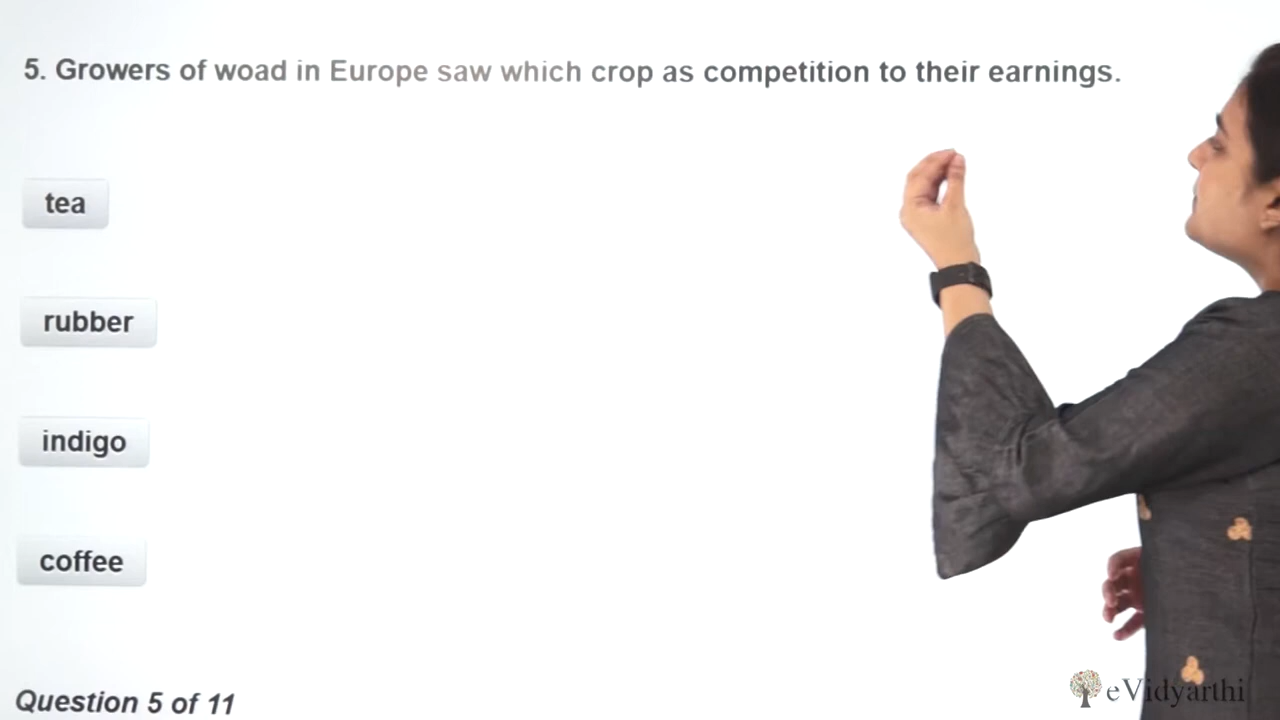 5. Growers of woad in Europe saw which crop as competition to their earnings.
tea
rubber
indigo
coffee
Question 5 of 11
eVidyarthi